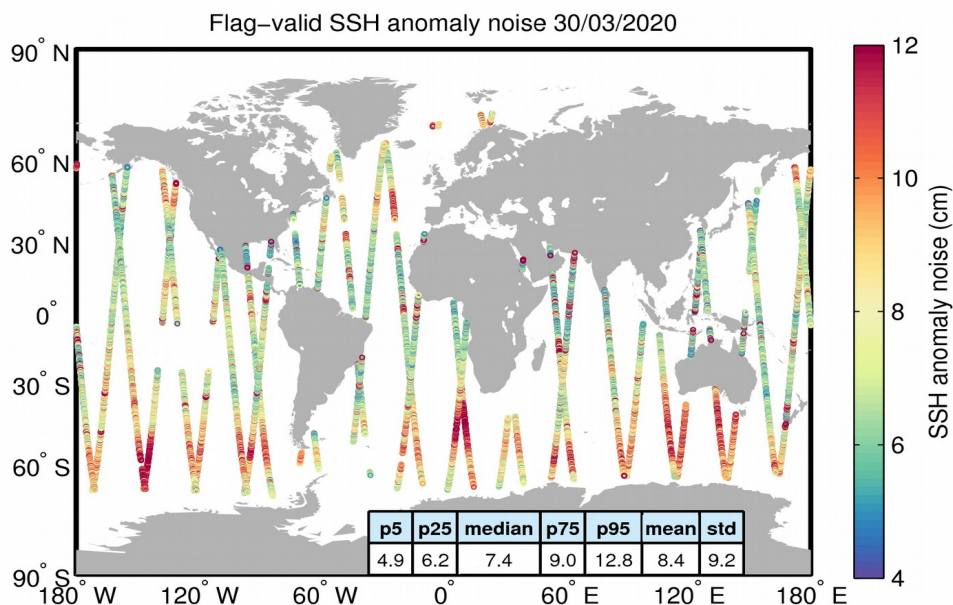 Flag-valid SSH anomaly noise 30/03/2020
90° N
60° N
30° N
0°
30° S
60° S
90° S
180° W
120° W
60° W
0°
60° E
120° E
180° E
12
10
8
6
4
SSH anomaly noise (cm)
p5 p25 median p75 p95 mean std
4.9 6.2 7.4 9.0 12.8 8.4 9.2